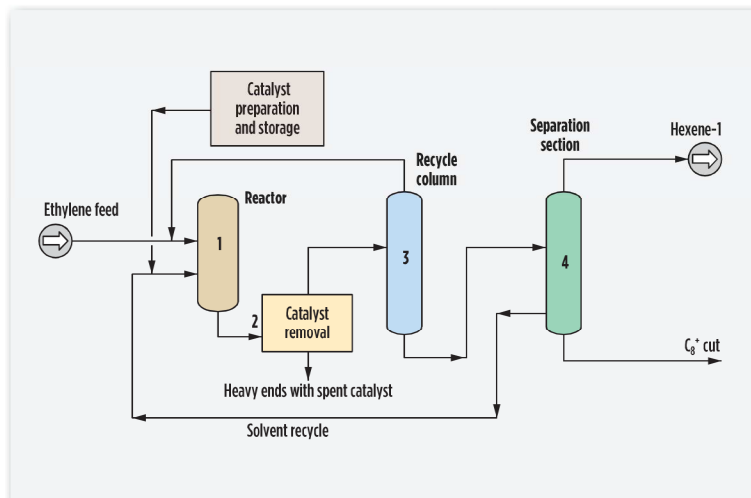 Catalyst
preparation
and storage
Separation
section
Hexene-1
Recycle
column
Reactor
Ethylene feed
1
3
4
2
Catalyst
removal
C₈⁺ cut
Heavy ends with spent catalyst
Solvent recycle